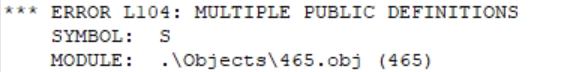 *** ERROR L104: MULTIPLE PUBLIC DEFINITIONS
SYMBOL: S
MODULE: .\Objects\465.obj (465)